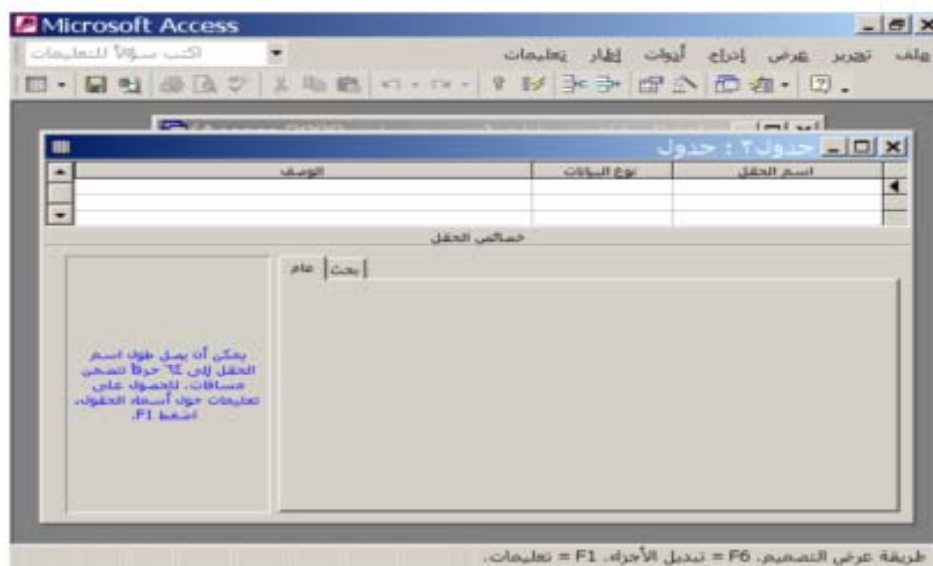 Microsoft Access
ملف تحرير عرض إدراج أدوات إطار تعليمات
اكتب سؤالاً للتعليمات
جدول٢ : جدول
اسم الحقل نوع البيانات الوصف
خصائص الحقل
عام بحث
يمكن أن يصل طول اسم
الحقل إلى ٦٤ حرفاً تتضمن
مسافات. للحصول على
تعليمات حول أسماء الحقول،
اضغط F1.
طريقة عرض التصميم. F6 = تبديل الأجزاء. F1 = تعليمات.